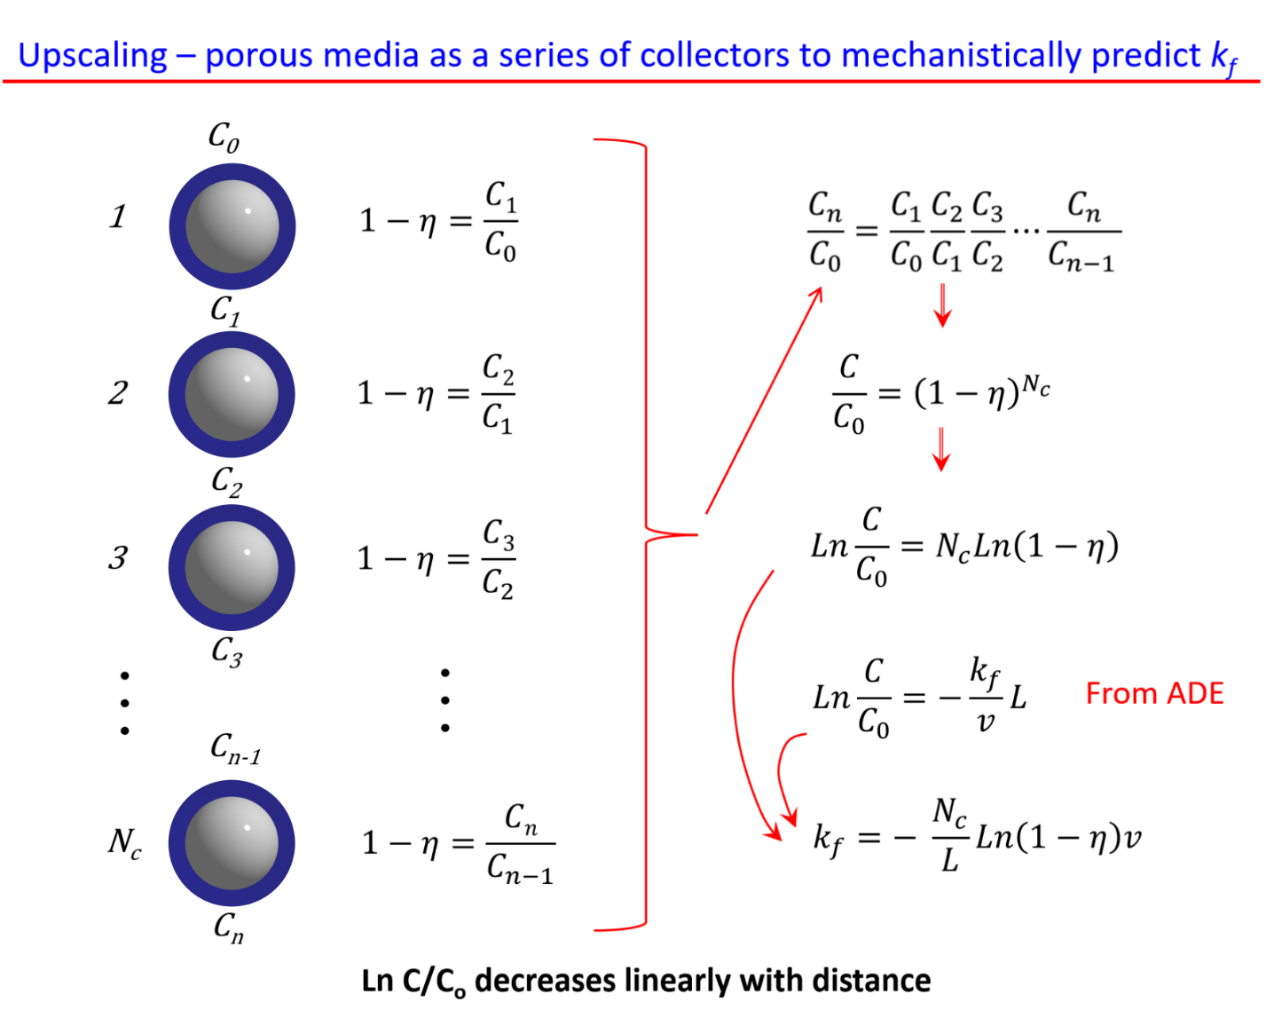 Upscaling – porous media as a series of collectors to mechanistically predict k_f
C_0
1
1 − η = C_1/C_0
C_1
2
1 − η = C_2/C_1
C_2
3
1 − η = C_3/C_2
C_3
⋮ ⋮
C_{n-1}
N_c
1 − η = C_n/C_{n−1}
C_n
C_n/C_0 = C_1/C_0 C_2/C_1 C_3/C_2 ⋯ C_n/C_{n−1}
C/C_0 = (1 − η)^{N_c}
Ln C/C_0 = N_c Ln(1 − η)
Ln C/C_0 = − k_f/v L From ADE
k_f = − N_c/L Ln(1 − η)v
Ln C/C_o decreases linearly with distance